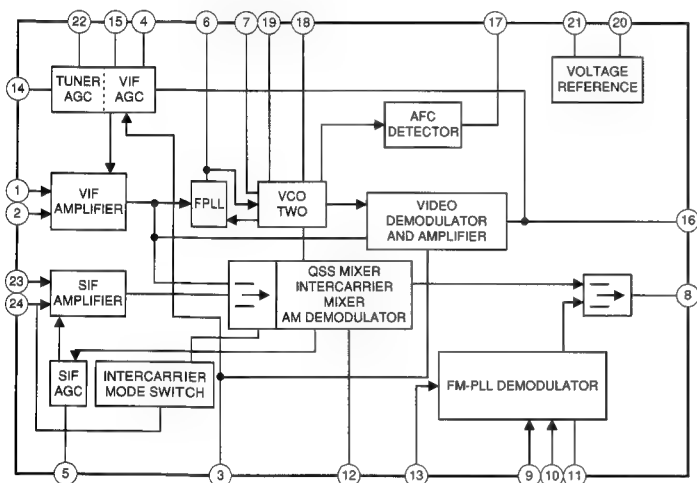 22
15
4
6
7
19
18
17
21
20
TUNER AGC
VIF AGC
VOLTAGE
REFERENCE
14
AFC
DETECTOR
1
2
VIF
AMPLIFIER
FPLL
VCO
TWO
VIDEO
DEMODULATOR
AND AMPLIFIER
16
23
24
SIF
AMPLIFIER
QSS MIXER
INTERCARRIER
MIXER
AM DEMODULATOR
8
SIF
AGC
INTERCARRIER
MODE SWITCH
FM-PLL DEMODULATOR
5
3
12
13
9
10
11